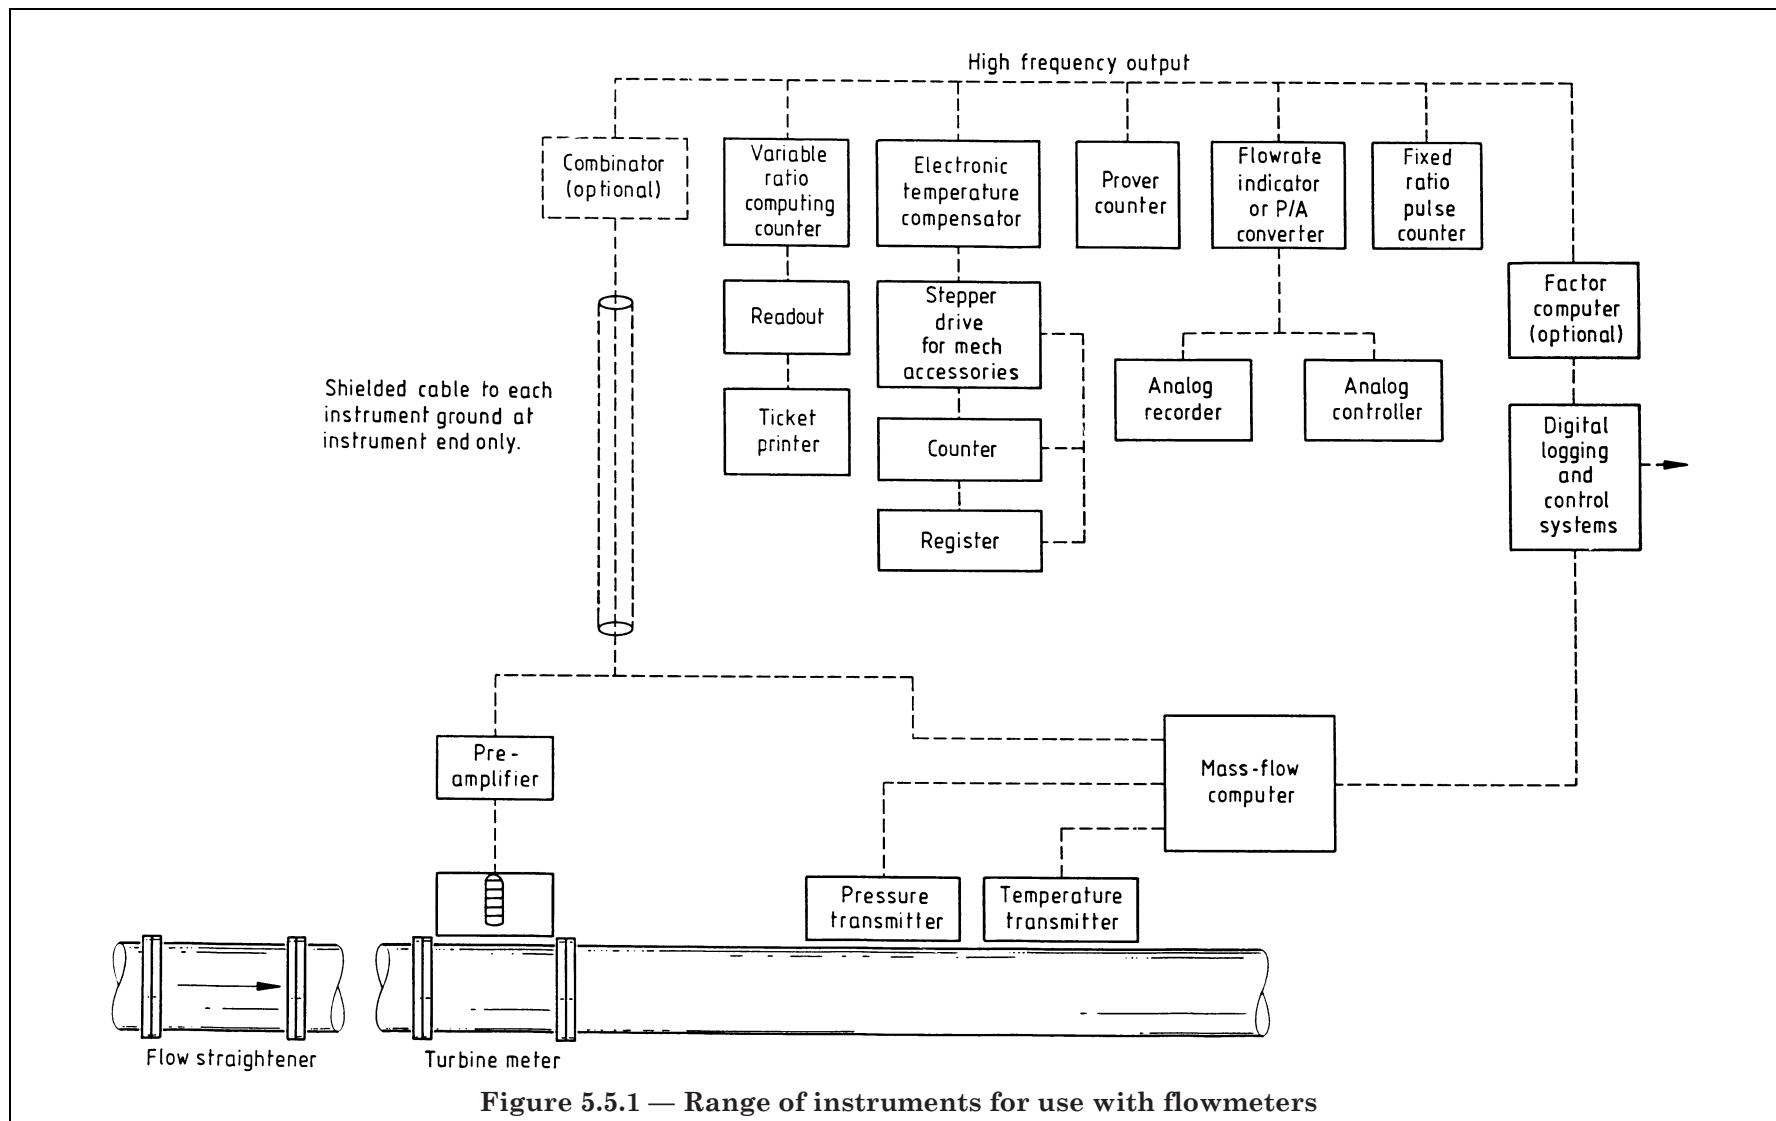 High frequency output
Combinator
(optional)
Variable
ratio
computing
counter
Electronic
temperature
compensator
Prover
counter
Flowrate
indicator
or P/A
converter
Fixed
ratio
pulse
counter
Factor
computer
(optional)
Readout
Stepper
drive
for mech
accessories
Analog
recorder
Analog
controller
Ticket
printer
Counter
Register
Digital
logging
and
control
systems
Shielded cable to each
instrument ground at
instrument end only.
Pre-
amplifier
Mass-flow
computer
Pressure
transmitter
Temperature
transmitter
Flow straightener
Turbine meter
Figure 5.5.1 — Range of instruments for use with flowmeters